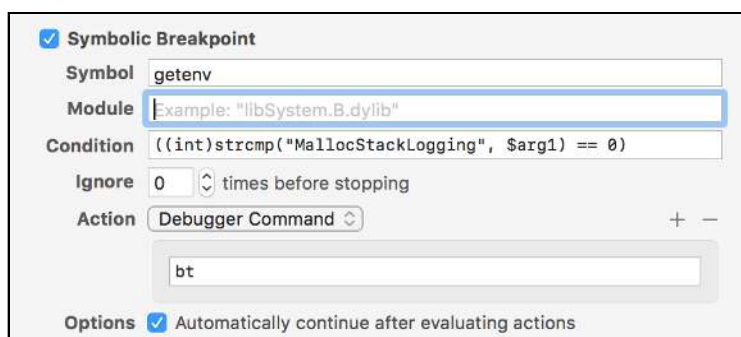 Symbolic Breakpoint
Symbol getenv
Module Example: "libSystem.B.dylib"
Condition ((int)strcmp("MallocStackLogging", $arg1) == 0)
Ignore 0 times before stopping
Action Debugger Command + −
bt
Options Automatically continue after evaluating actions